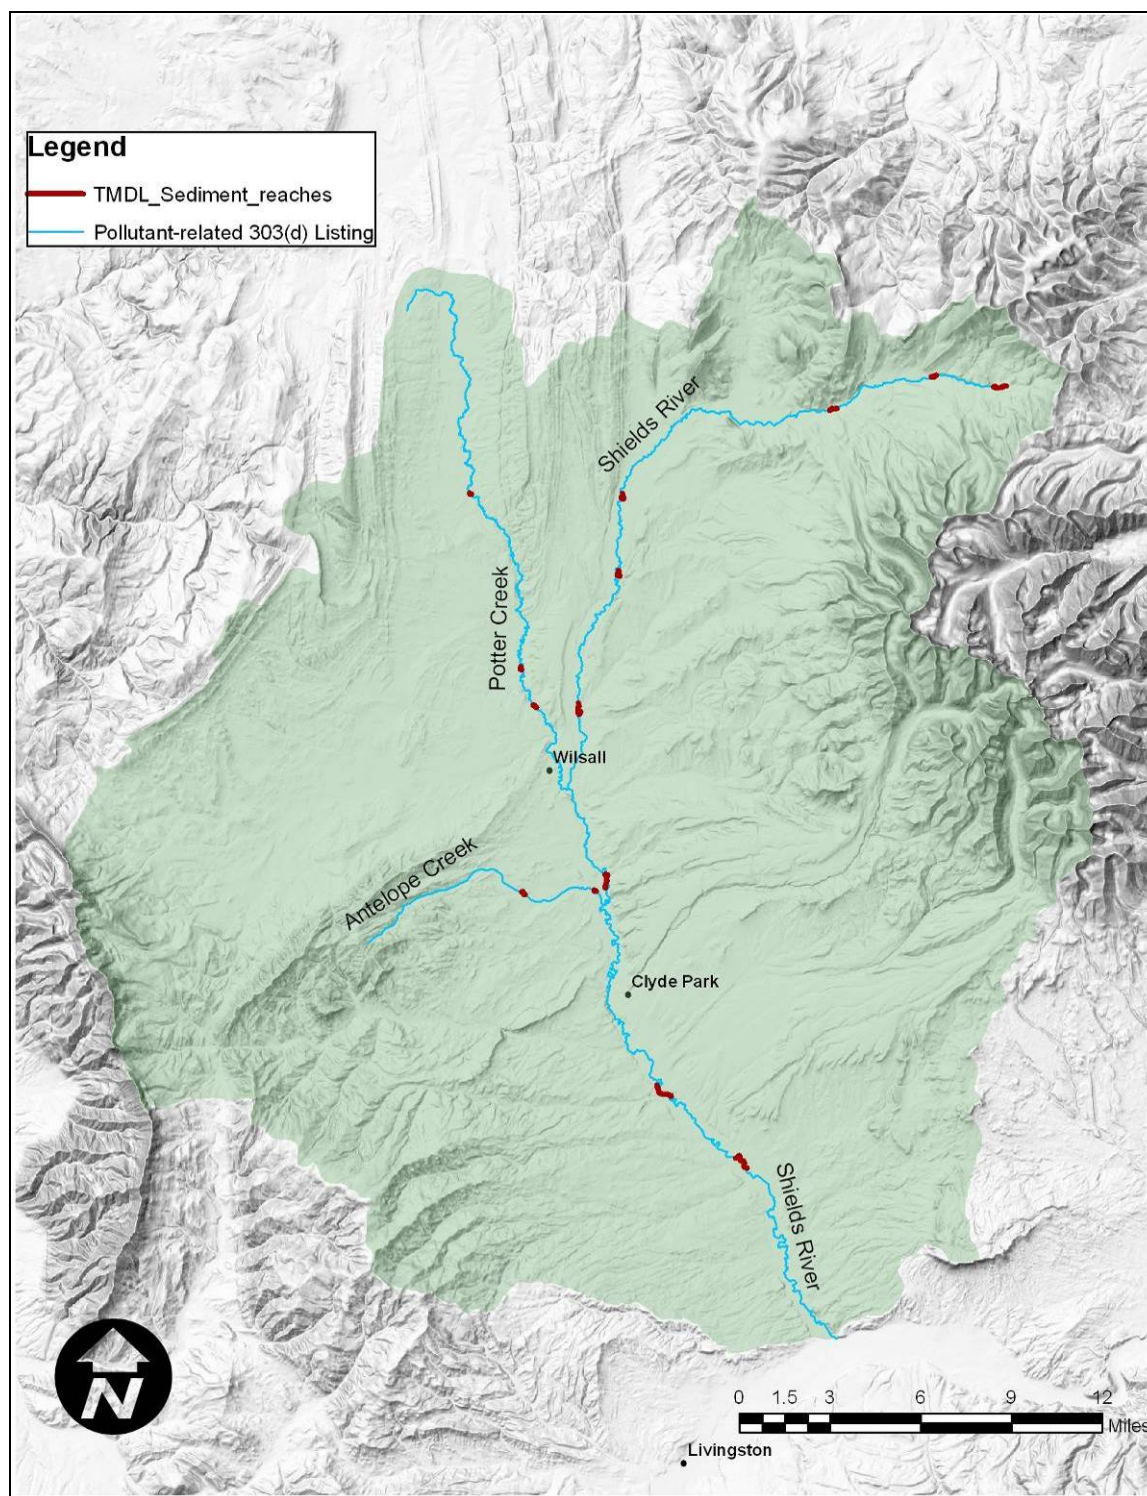 Legend
TMDL_Sediment_reaches
Pollutant-related 303(d) Listing
Shields River
Potter Creek
Wilsall
Antelope Creek
Clyde Park
Shields River
N
0 1.5 3 6 9 12
Miles
Livingston